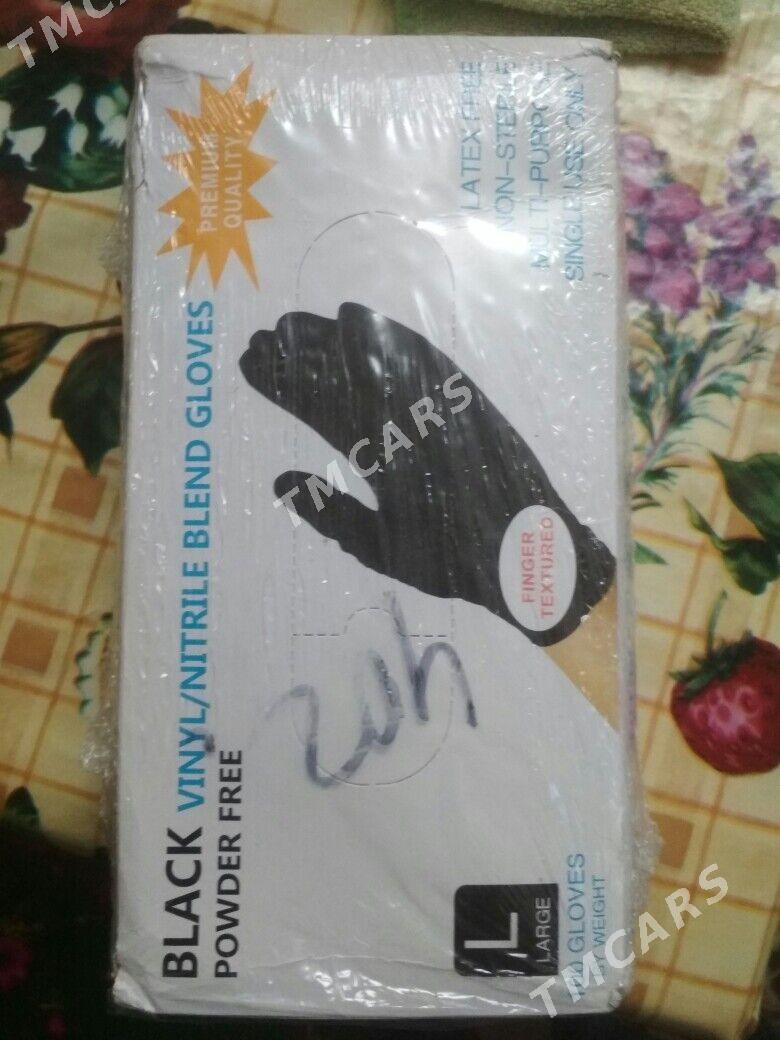 PREMIUM
QUALITY
LATEX FREE
NON-STERILE
MULTI-PURPOSE
SINGLE USE ONLY
BLACK VINYL/NITRILE BLEND GLOVES
POWDER FREE
FINGER
TEXTURED
L
LARGE
GLOVES
WEIGHT
TMCARS
TMCARS
TMCARS